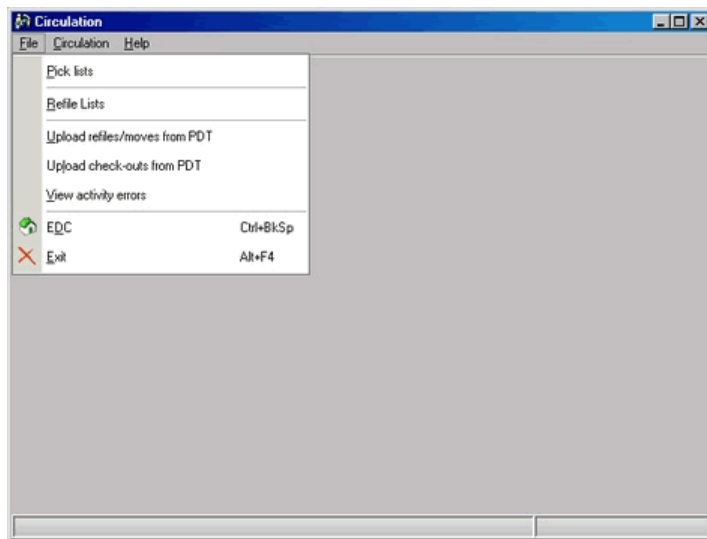 Circulation
File Circulation Help
Pick lists
Refile Lists
Upload refiles/moves from PDT
Upload check-outs from PDT
View activity errors
EDC Ctrl+BkSp
Exit Alt+F4